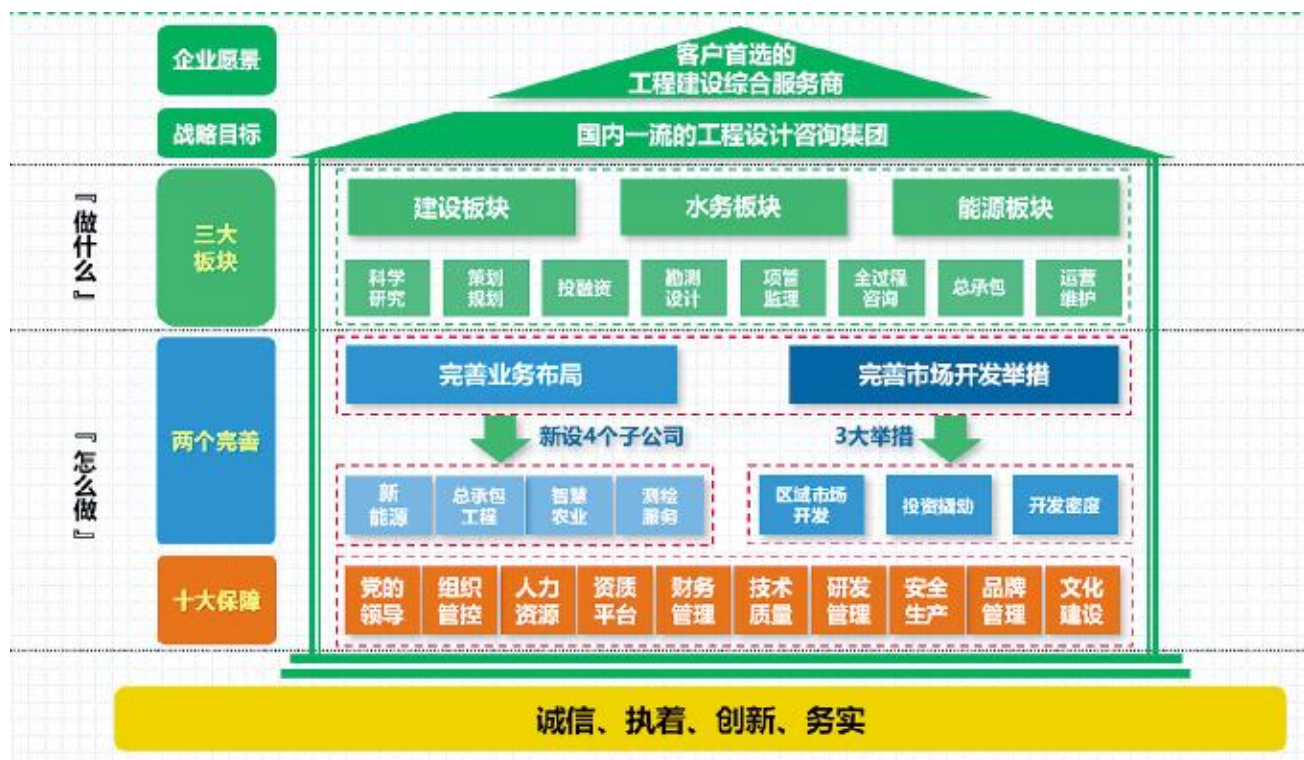 企业愿景
客户首选的
工程建设综合服务商
战略目标
国内一流的工程设计咨询集团
『做什么』
三大
板块
建设板块
水务板块
能源板块
科学
研究
策划
规划
投融资
勘测
设计
项管
监理
全过程
咨询
总承包
运营
维护
『怎么做』
两个完善
完善业务布局
完善市场开发举措
新设4个子公司
3大举措
新
能源
总承包
工程
智慧
农业
测绘
服务
区域市场
开发
投资撬动
开发密度
十大保障
党的
领导
组织
管控
人力
资源
资质
平台
财务
管理
技术
质量
研发
管理
安全
生产
品牌
管理
文化
建设
诚信、执着、创新、务实